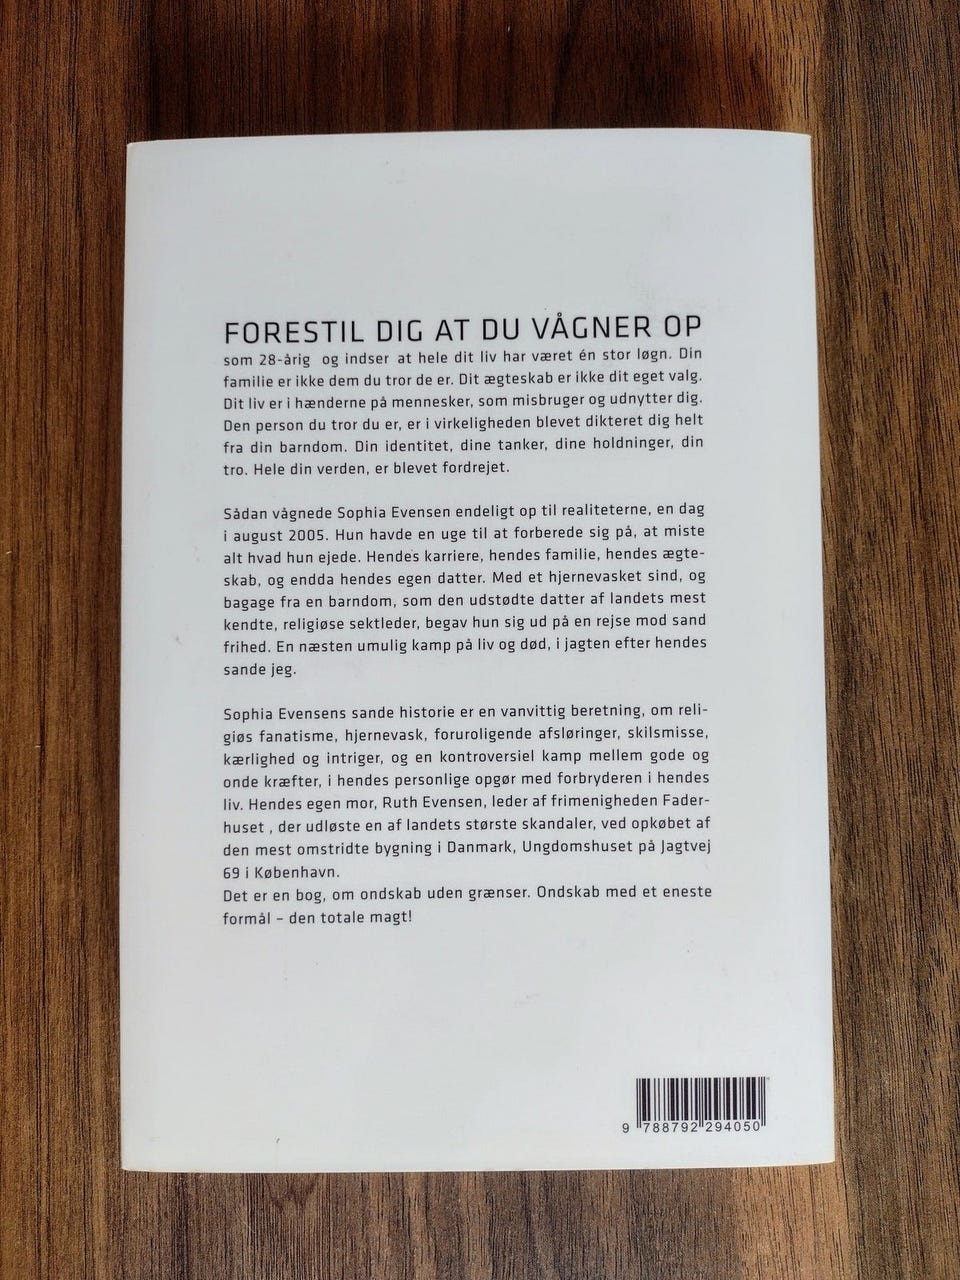 FORESTIL DIG AT DU VÅGNER OP
som 28-årig og indser at hele dit liv har været én stor løgn. Din
familie er ikke dem du tror de er. Dit ægteskab er ikke dit eget valg.
Dit liv er i hænderne på mennesker, som misbruger og udnytter dig.
Den person du tror du er, er i virkeligheden blevet dikteret dig helt
fra din barndom. Din identitet, dine tanker, dine holdninger, din
tro. Hele din verden, er blevet fordrejet.
Sådan vågnede Sophia Evensen endeligt op til realiteterne, en dag
i august 2005. Hun havde en uge til at forberede sig på, at miste
alt hvad hun ejede. Hendes karriere, hendes familie, hendes ægte-
skab, og endda hendes egen datter. Med et hjernevasket sind, og
bagage fra en barndom, som den udstødte datter af landets mest
kendte, religiøse sektleder, begav hun sig ud på en rejse mod sand
frihed. En næsten umulig kamp på liv og død, i jagten efter hendes
sande jeg.
Sophia Evensens sande historie er en vanvittig beretning, om reli-
giøs fanatisme, hjernevask, foruroligende afsløringer, skilsmisse,
kærlighed og intriger, og en kontroversiel kamp mellem gode og
onde kræfter, i hendes personlige opgør med forbryderen i hendes
liv. Hendes egen mor, Ruth Evensen, leder af frimenigheden Fader-
huset , der udløste en af landets største skandaler, ved opkøbet af
den mest omstridte bygning i Danmark, Ungdomshuset på Jagtvej
69 i København.
Det er en bog, om ondskab uden grænser. Ondskab med et eneste
formål – den totale magt!
9 788792 294050